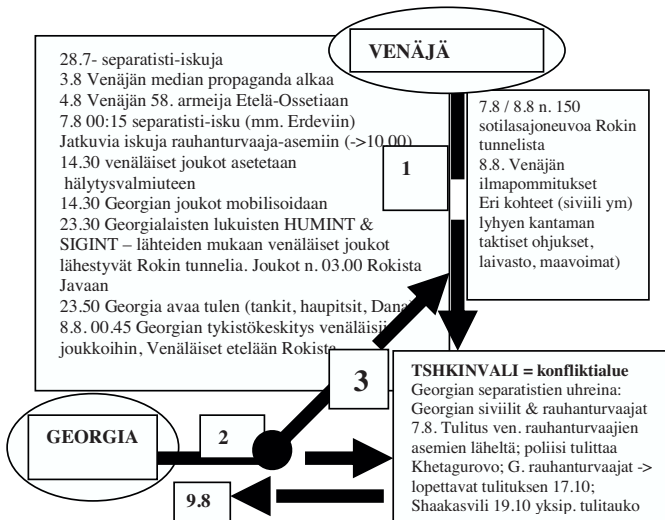 VENÄJÄ
28.7- separatisti-iskuja
3.8 Venäjän median propaganda alkaa
4.8 Venäjän 58. armeija Etelä-Ossetiaan
7.8 00:15 separatisti-isku (mm. Erdeviin)
Jatkuvia iskuja rauhanturvaaja-asemiin (->10.00)
14.30 venäläiset joukot asetetaan
hälytysvalmiuteen
14.30 Georgian joukot mobilisoidaan
23.30 Georgialaisten lukuisten HUMINT &
SIGINT – lähteiden mukaan venäläiset joukot
lähestyvät Rokin tunnelia. Joukot n. 03.00 Rokista
Javaan
23.50 Georgia avaa tulen (tankit, haupitsit,
8.8. 00.45 Georgian tykistökeskitys
joukkoihin, Venäläiset etelään Rokista
1
7.8 / 8.8 n. 150
sotilasajoneuvoa Rokin
tunnelista
8.8. Venäjän
ilmapommitukset
Eri kohteet (siviili ym)
lyhyen kantaman
taktiset ohjukset,
laivasto, maavoimat)
3
GEORGIA
2
9.8
TSHKINVALI = konfliktialue
Georgian separatistien uhreina:
Georgian siviilit & rauhanturvaajat
7.8. Tulitus ven. rauhanturvaajien
asemien läheltä; poliisi tulittaa
Khetagurovo; G. rauhanturvaajat ->
lopettavat tulituksen 17.10;
Shaakasvili 19.10 yksip. tulitauko